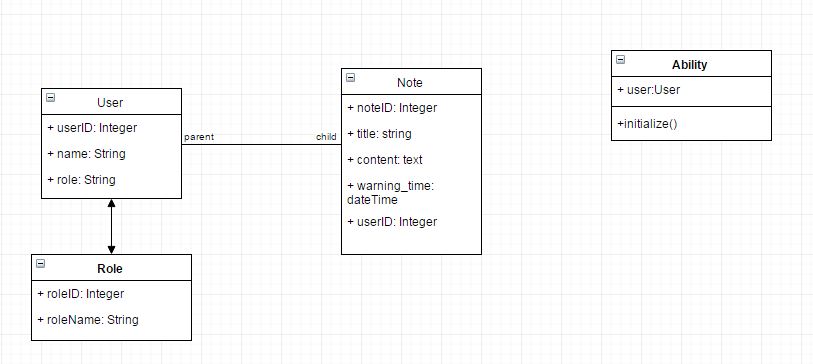 User
+ userID: Integer
+ name: String
+ role: String
parent
child
Note
+ noteID: Integer
+ title: string
+ content: text
+ warning_time:
dateTime
+ userID: Integer
Ability
+ user:User
+initialize()
Role
+ roleID: Integer
+ roleName: String